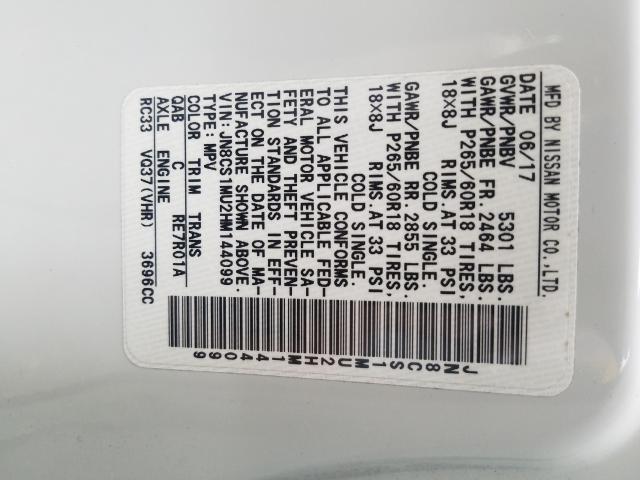 MFD BY NISSAN MOTOR CO.,LTD.
DATE 06/17
GVWR/PNBV 5301 LBS.
GAWR/PNBE FR. 2464 LBS.
WITH P265/60R18 TIRES,
18X8J RIMS.AT 33 PSI
COLD SINGLE.
GAWR/PNBE RR. 2855 LBS.
WITH P265/60R18 TIRES,
18X8J RIMS.AT 33 PSI
COLD SINGLE.
THIS VEHICLE CONFORMS
TO ALL APPLICABLE FED-
ERAL MOTOR VEHICLE SA-
FETY AND THEFT PREVEN-
TION STANDARDS IN EFF-
ECT ON THE DATE OF MA-
NUFACTURE SHOWN ABOVE.
VIN: JN8CS1MU2HM144099
TYPE: MPV
COLOR TRIM TRANS
QAB C RE7R01A
AXLE ENGINE
RC33 VQ37(VHR) 3696CC
JN8CS1MU2HM144099